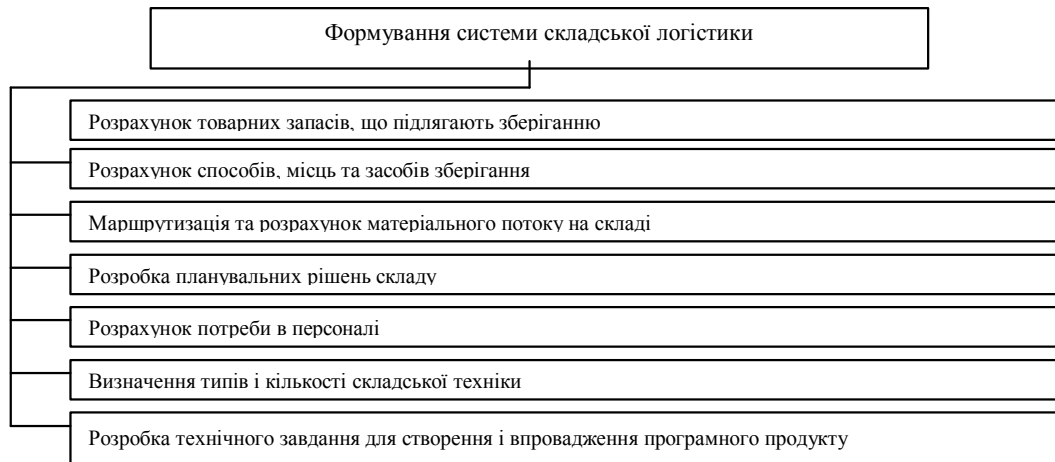 Формування системи складської логістики
Розрахунок товарних запасів, що підлягають зберіганню
Розрахунок способів, місць та засобів зберігання
Маршрутизація та розрахунок матеріального потоку на складі
Розробка планувальних рішень складу
Розрахунок потреби в персоналі
Визначення типів і кількості складської техніки
Розробка технічного завдання для створення і впровадження програмного продукту